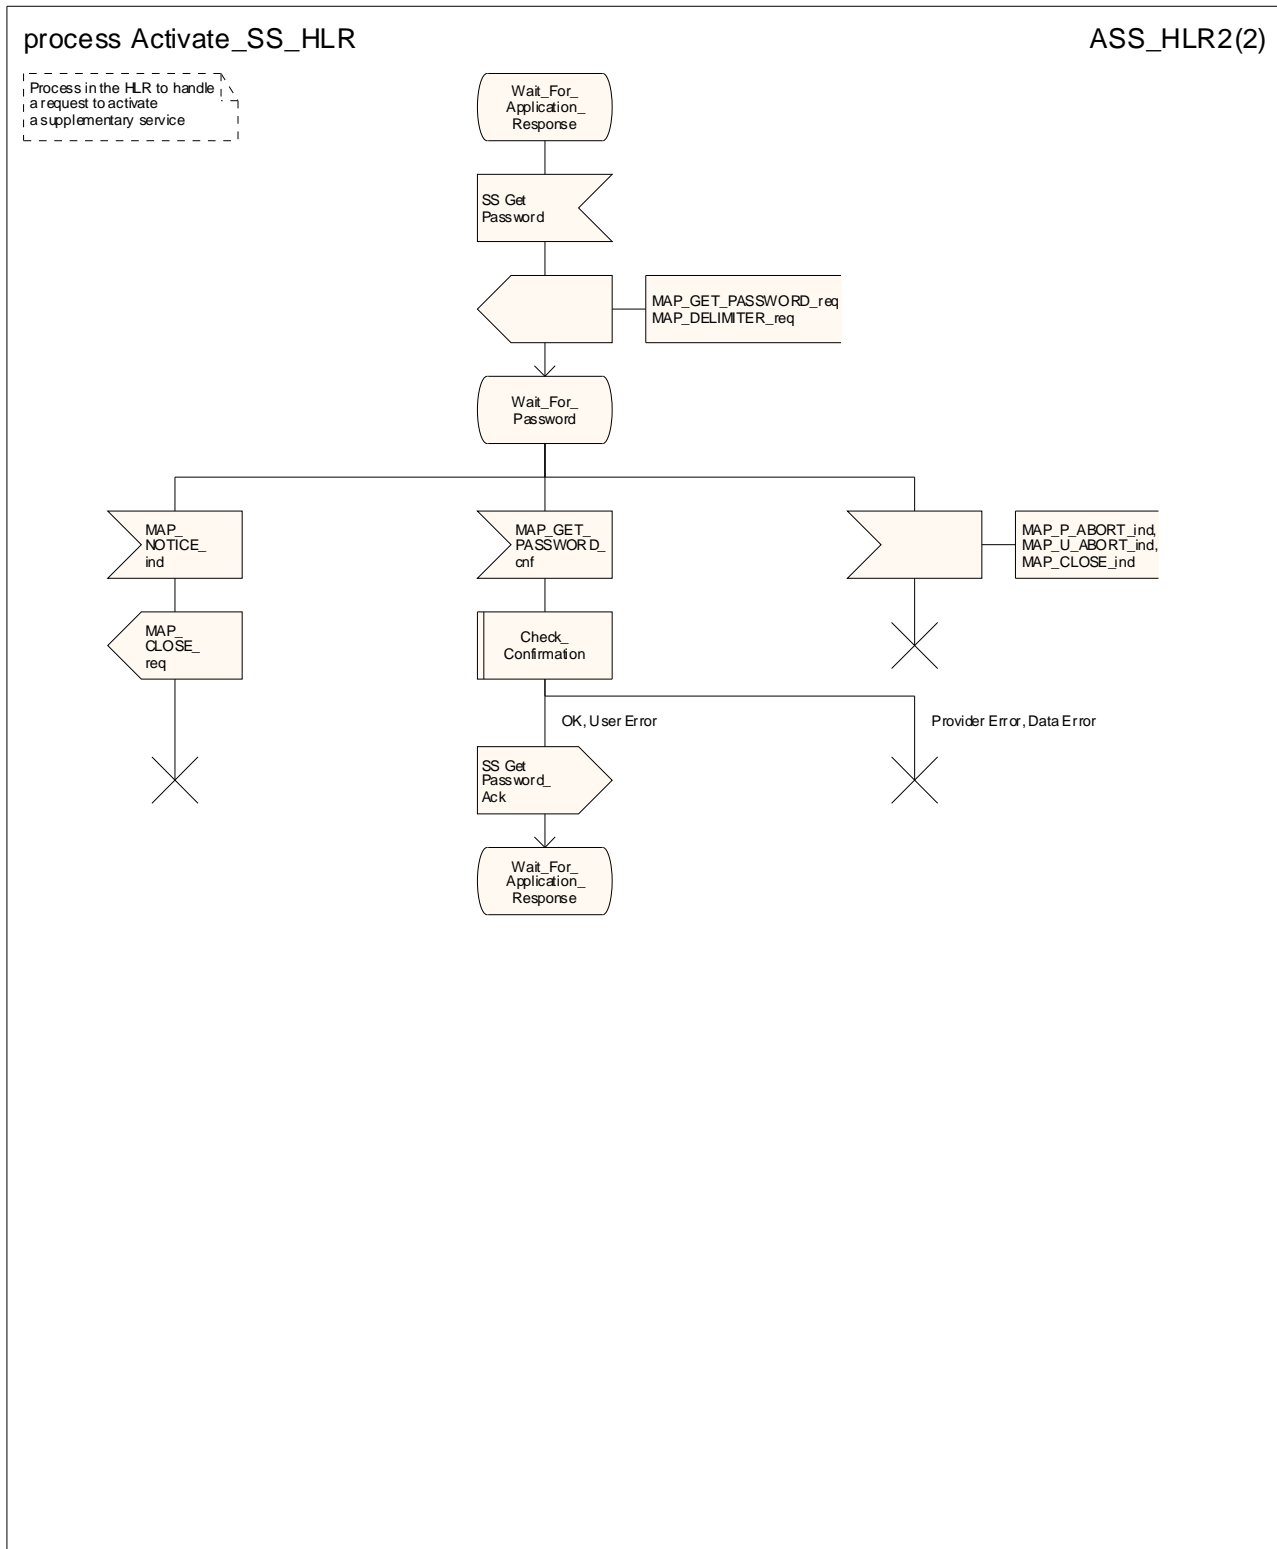 process Activate_SS_HLR
ASS_HLR2(2)
Process in the HLR to handle
a request to activate
a supplementary service
Wait_For_
Application_
Response
SS Get
Password
MAP_GET_PASSWORD_req
MAP_DELIMITER_req
Wait_For_
Password
MAP_
NOTICE_
ind
MAP_GET_
PASSWORD_
cnf
MAP_P_ABORT_ind,
MAP_U_ABORT_ind,
MAP_CLOSE_ind
MAP_
CLOSE_
req
Check_
Confirmation
OK, User Error
Provider Error, Data Error
SS Get
Password_
Ack
Wait_For_
Application_
Response